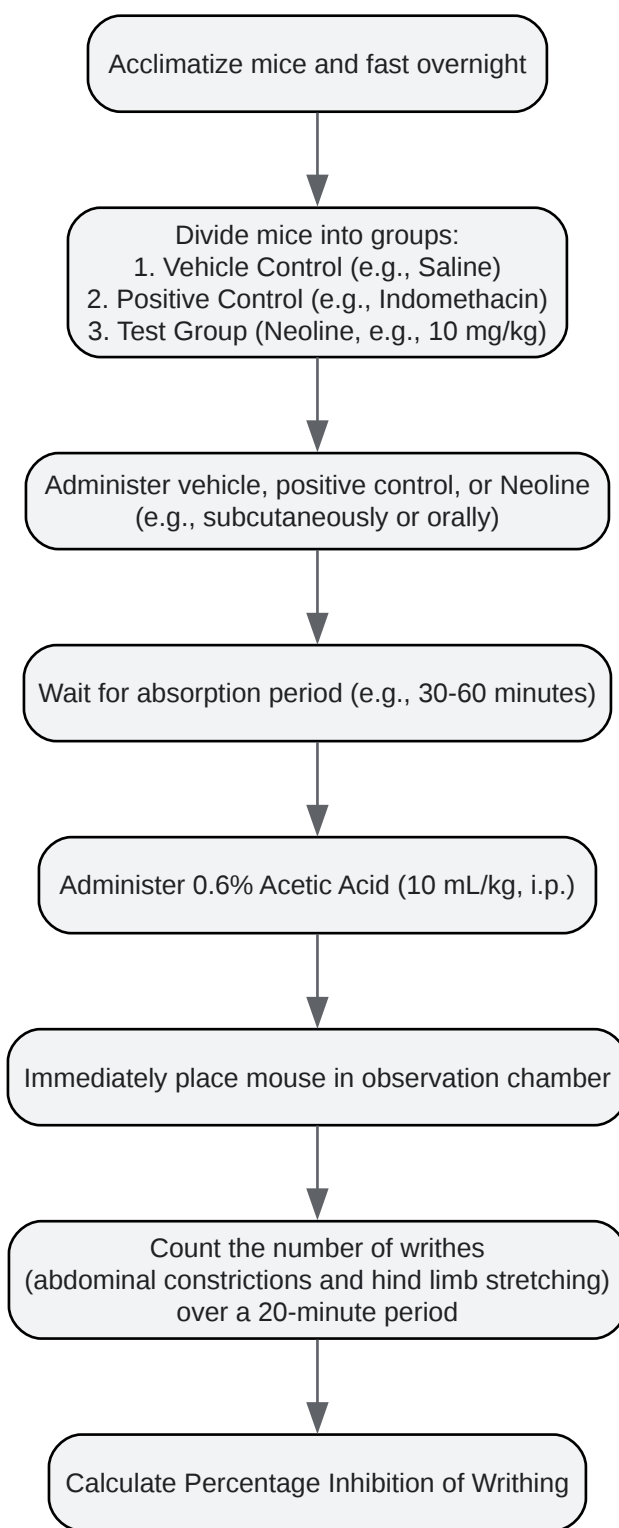 Acclimatize mice and fast overnight
Divide mice into groups:
1. Vehicle Control (e.g., Saline)
2. Positive Control (e.g., Indomethacin)
3. Test Group (Neoline, e.g., 10 mg/kg)
Administer vehicle, positive control, or Neoline
(e.g., subcutaneously or orally)
Wait for absorption period (e.g., 30-60 minutes)
Administer 0.6% Acetic Acid (10 mL/kg, i.p.)
Immediately place mouse in observation chamber
Count the number of writhes
(abdominal constrictions and hind limb stretching)
over a 20-minute period
Calculate Percentage Inhibition of Writhing